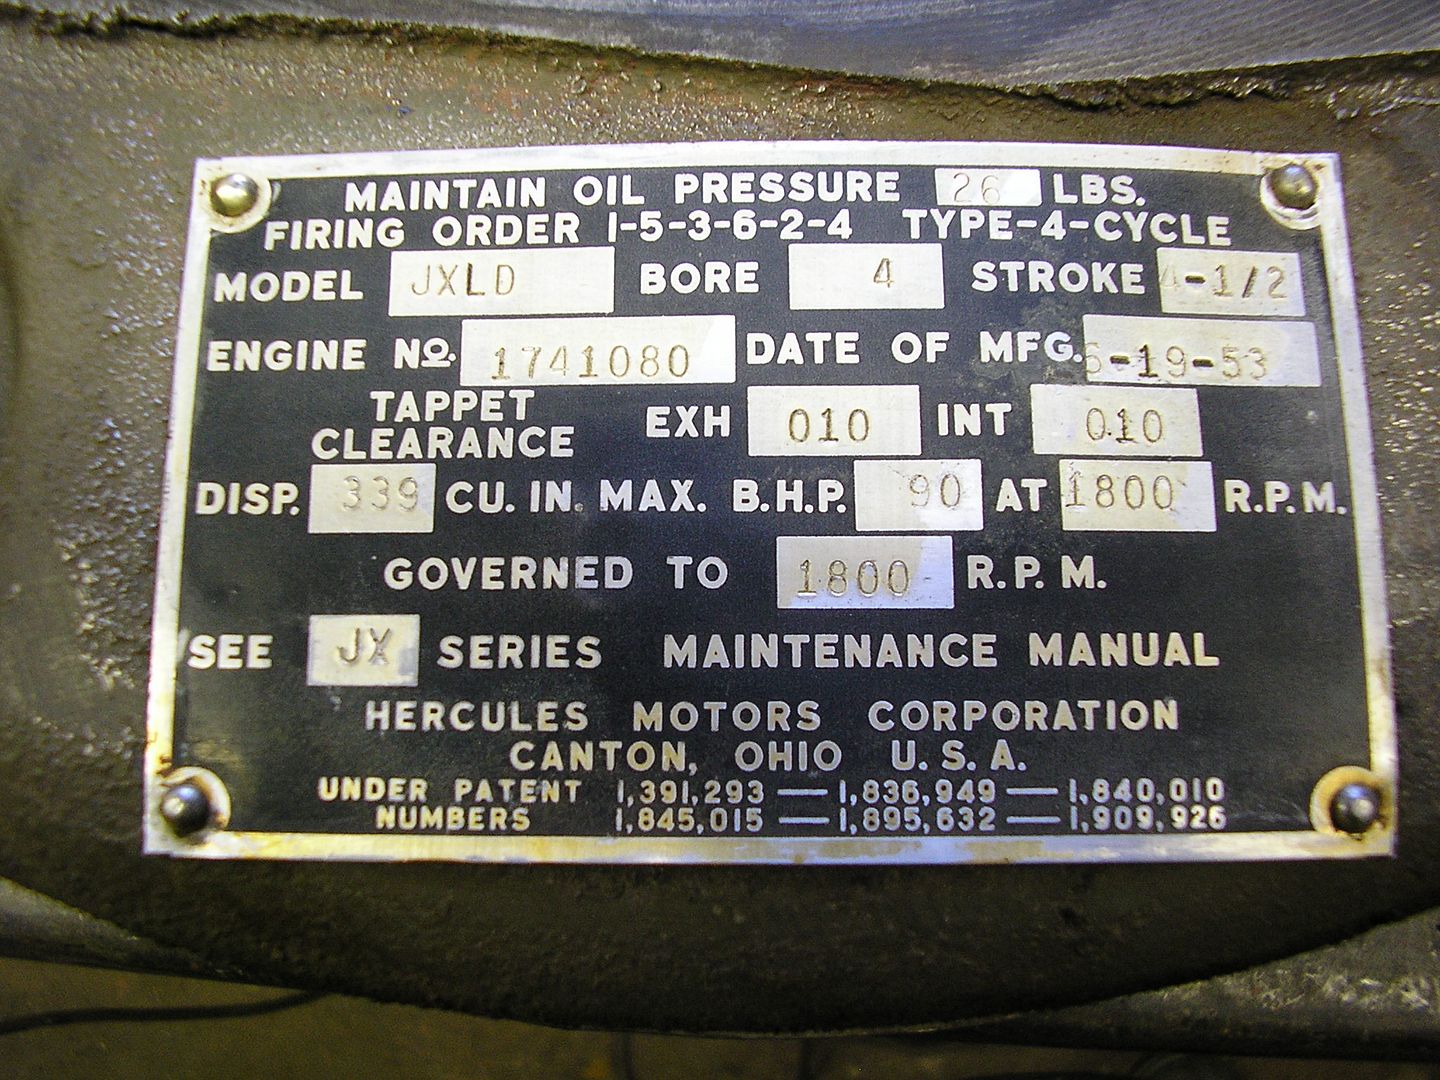 MAINTAIN OIL PRESSURE 26 LBS.
FIRING ORDER 1-5-3-6-2-4 TYPE-4-CYCLE
MODEL JXLD BORE 4 STROKE 4-1/2
ENGINE NO. 1741080 DATE OF MFG. 6-19-53
TAPPET CLEARANCE EXH 010 INT 010
DISP. 339 CU. IN. MAX. B.H.P. 90 AT 1800 R.P.M.
GOVERNED TO 1800 R.P.M.
SEE JX SERIES MAINTENANCE MANUAL
HERCULES MOTORS CORPORATION
CANTON, OHIO U.S.A.
UNDER PATENT 1,391,293 — 1,836,949 — 1,840,010
NUMBERS 1,845,015 — 1,895,632 — 1,909,926